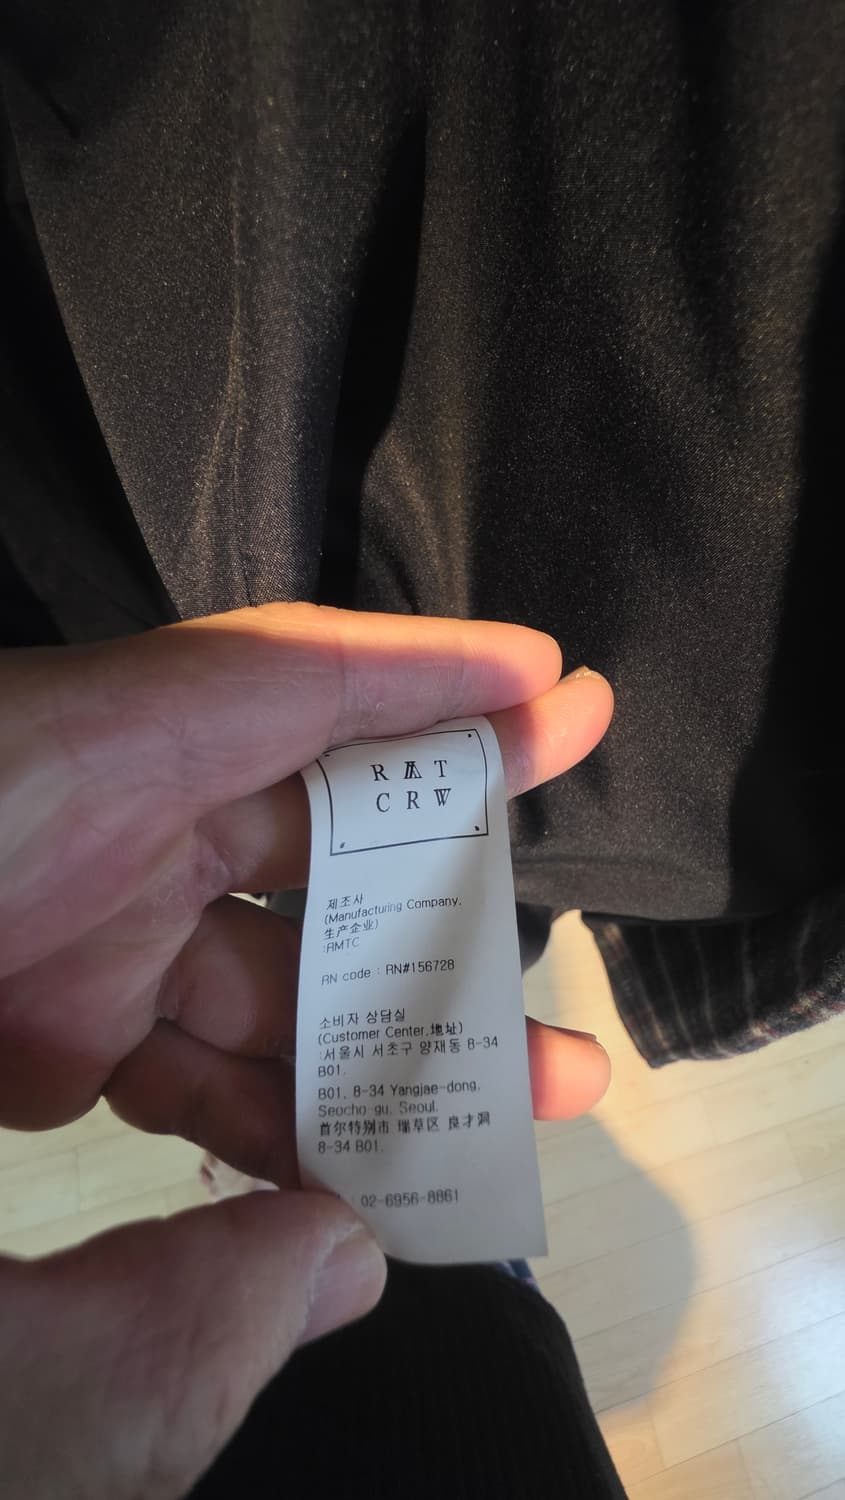 R M T
C R W
제조사
(Manufacturing Company,
生产企业)
:RMTC
RN code : RN#156728
소비자 상담실
(Customer Center,地址)
:서울시 서초구 양재동 8-34
B01.
B01, 8-34 Yangjae-dong,
Seocho-gu, Seoul.
首尔特别市 瑞草区 良才洞
8-34 B01.
: 02-6956-8861